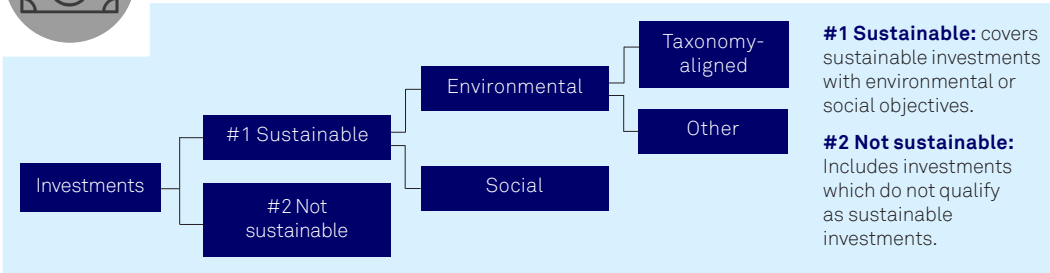 Investments
#1 Sustainable
#2 Not
sustainable
Environmental
Social
Taxonomy-
aligned
Other
#1 Sustainable: covers
sustainable investments
with environmental or
social objectives.
#2 Not sustainable:
Includes investments
which do not qualify
as sustainable
investments.